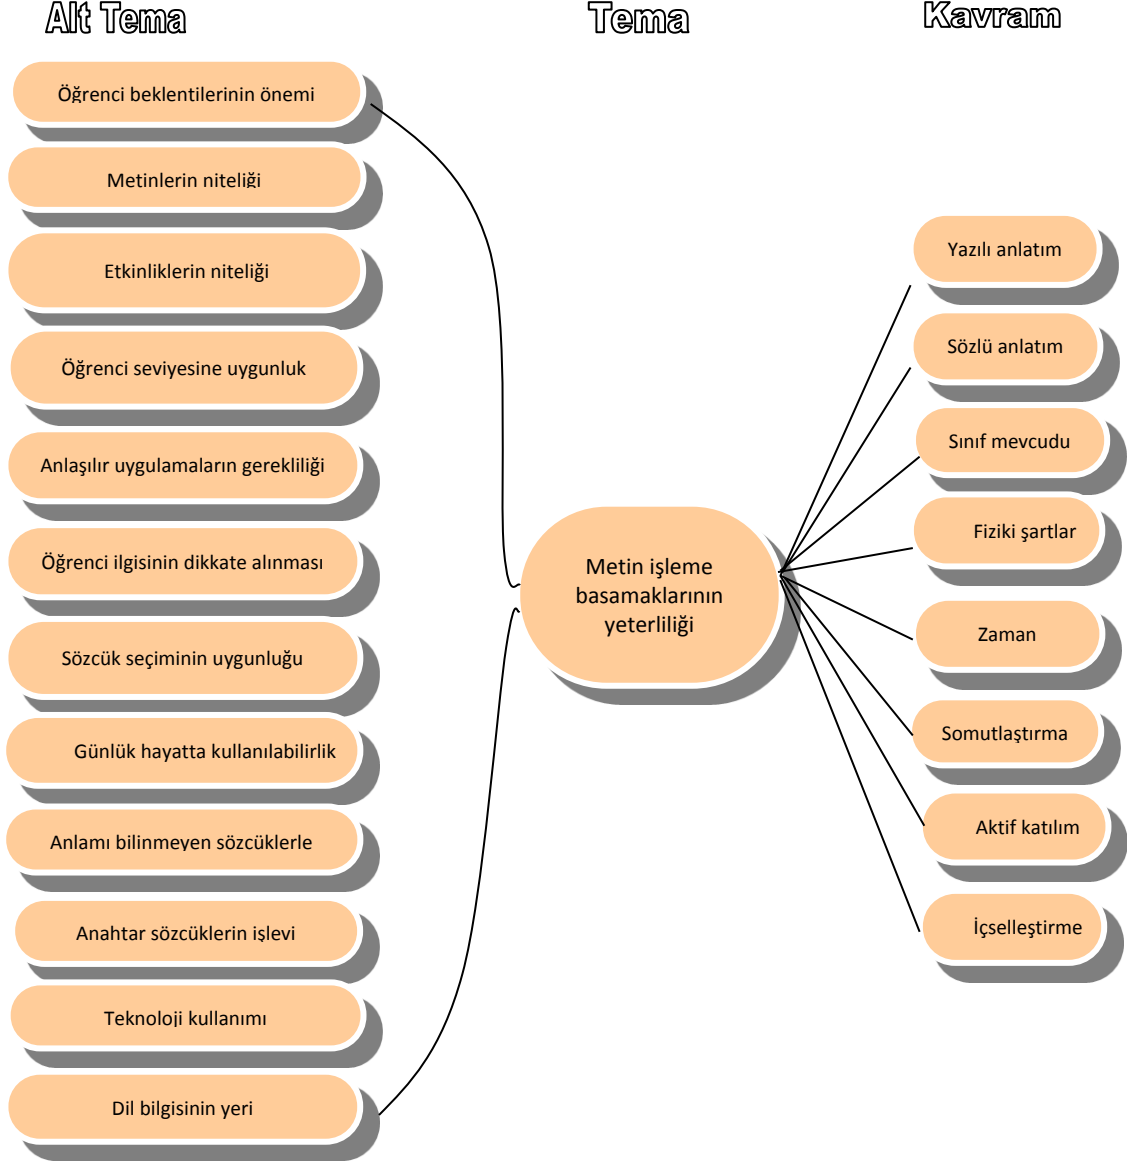 Alt Tema
Tema
Kavram
Öğrenci beklentilerinin önemi
Metinlerin niteliği
Etkinliklerin niteliği
Öğrenci seviyesine uygunluk
Anlaşılır uygulamaların gerekliliği
Öğrenci ilgisinin dikkate alınması
Sözcük seçiminin uygunluğu
Günlük hayatta kullanılabilirlik
Anlamı bilinmeyen sözcüklerle
Anahtar sözcüklerin işlevi
Teknoloji kullanımı
Dil bilgisinin yeri
Metin işleme
basamaklarının
yeterliliği
Yazılı anlatım
Sözlü anlatım
Sınıf mevcudu
Fiziki şartlar
Zaman
Somutlaştırma
Aktif katılım
İçselleştirme